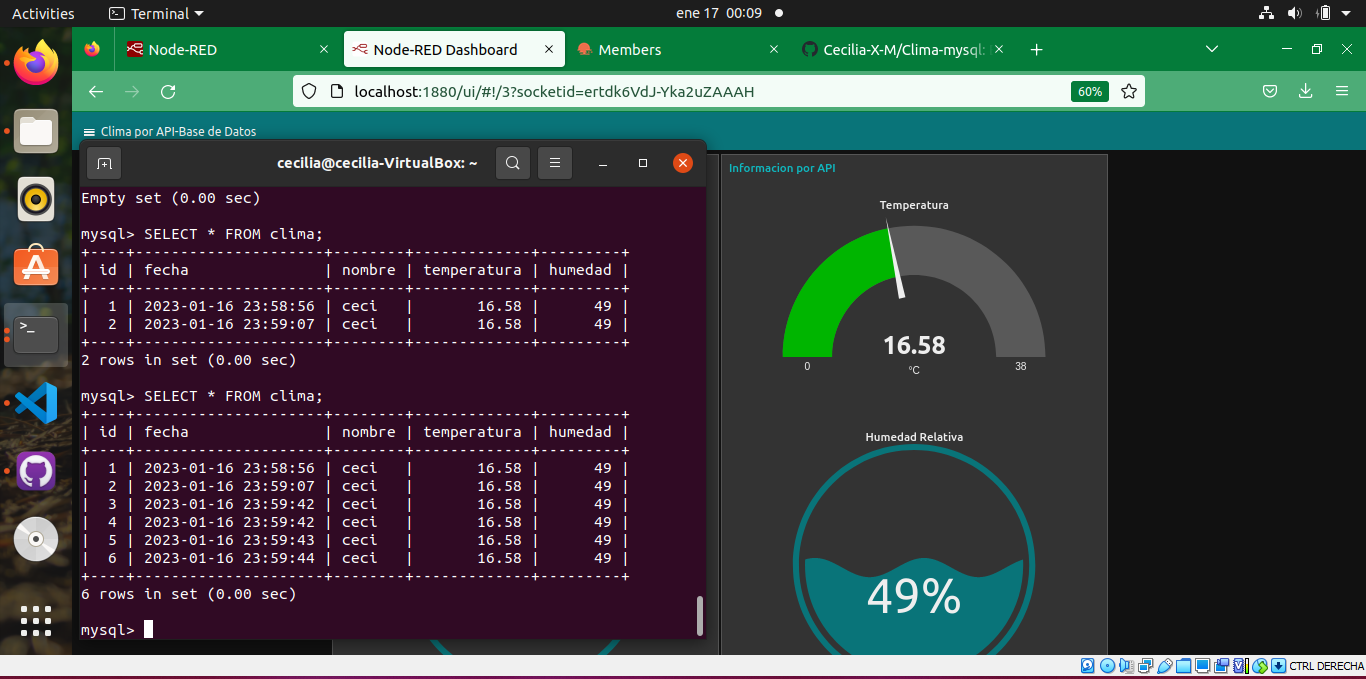 Activities
Terminal
ene 17 00:09
Node-RED
Node-RED Dashboard
Members
Cecilia-X-M/Clima-mysql:
localhost:1880/ui/#!/3?socketid=ertdk6VdJ-Yka2uZAAAH
60%
Clima por API-Base de Datos
cecilia@cecilia-VirtualBox: ~
Empty set (0.00 sec)
mysql> SELECT * FROM clima;
+----+---------------------+--------+-------------+---------+
| id | fecha               | nombre | temperatura | humedad |
+----+---------------------+--------+-------------+---------+
|  1 | 2023-01-16 23:58:56 | ceci   |       16.58 |      49 |
|  2 | 2023-01-16 23:59:07 | ceci   |       16.58 |      49 |
+----+---------------------+--------+-------------+---------+
2 rows in set (0.00 sec)
mysql> SELECT * FROM clima;
+----+---------------------+--------+-------------+---------+
| id | fecha               | nombre | temperatura | humedad |
+----+---------------------+--------+-------------+---------+
|  1 | 2023-01-16 23:58:56 | ceci   |       16.58 |      49 |
|  2 | 2023-01-16 23:59:07 | ceci   |       16.58 |      49 |
|  3 | 2023-01-16 23:59:42 | ceci   |       16.58 |      49 |
|  4 | 2023-01-16 23:59:42 | ceci   |       16.58 |      49 |
|  5 | 2023-01-16 23:59:43 | ceci   |       16.58 |      49 |
|  6 | 2023-01-16 23:59:44 | ceci   |       16.58 |      49 |
+----+---------------------+--------+-------------+---------+
6 rows in set (0.00 sec)
mysql>
Informacion por API
Temperatura
16.58
0
°C
38
Humedad Relativa
49%
CTRL DERECHA